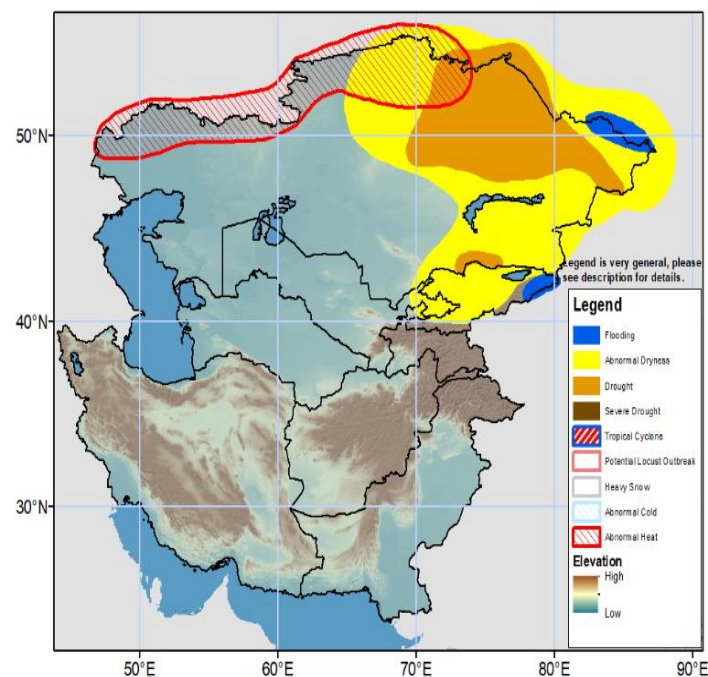 50°N
40°N
30°N
50°E
60°E
70°E
80°E
90°E
Legend is very general, please
see description for details.
Legend
Flooding
Abnormal Dryness
Drought
Severe Drought
Tropical Cyclone
Potential Locust Outbreak
Heavy Snow
Abnormal Cold
Abnormal Heat
Elevation
High
Low